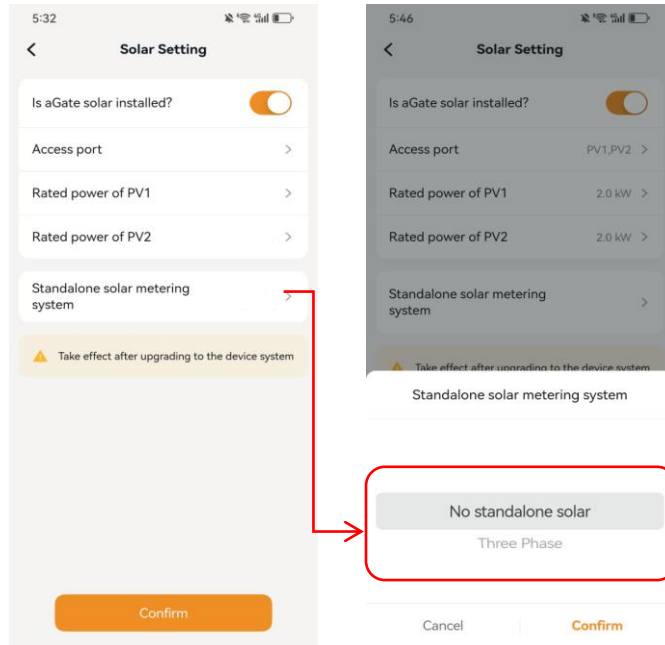 5:32
Solar Setting
Is aGate solar installed?
Access port
Rated power of PV1
Rated power of PV2
Standalone solar metering
system
Take effect after upgrading to the device system
Confirm
5:46
Solar Setting
Is aGate solar installed?
Access port PV1,PV2
Rated power of PV1 2.0 kW
Rated power of PV2 2.0 kW
Standalone solar metering
system
Take effect after upgrading to the device system
Standalone solar metering system
No standalone solar
Three Phase
Cancel Confirm